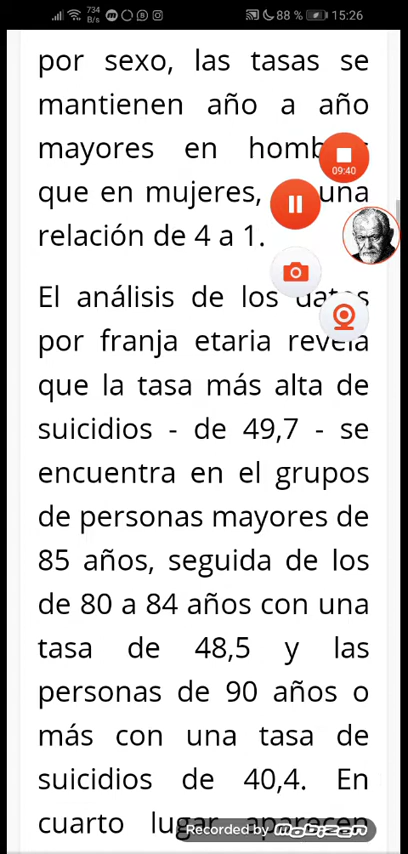 734 B/s 88 % 15:26
por sexo, las tasas se
mantienen año a año
mayores en
09:40
que en mujeres, una
relación de 4 a 1.
El análisis de los datos
por franja etaria revela
que la tasa más alta de
suicidios - de 49,7 - se
encuentra en el grupos
de personas mayores de
85 años, seguida de los
de 80 a 84 años con una
tasa de 48,5 y las
personas de 90 años o
más con una tasa de
suicidios de 40,4. En
cuarto lugar aparecen
Recorded by mobizen